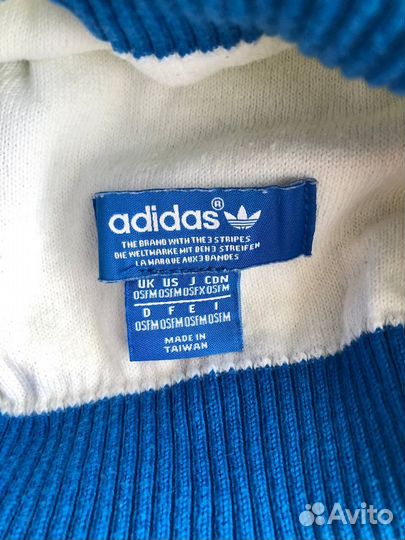 adidas®
THE BRAND WITH THE 3 STRIPES
DIE WELTMARKE MIT DEN 3 STREIFEN
LA MARQUE AUX 3 BANDES
UK US J CDN
OSFM OSFM OSFX OSFM
D F E I
OSFM OSFM OSFM OSFM
MADE IN
TAIWAN
Avito